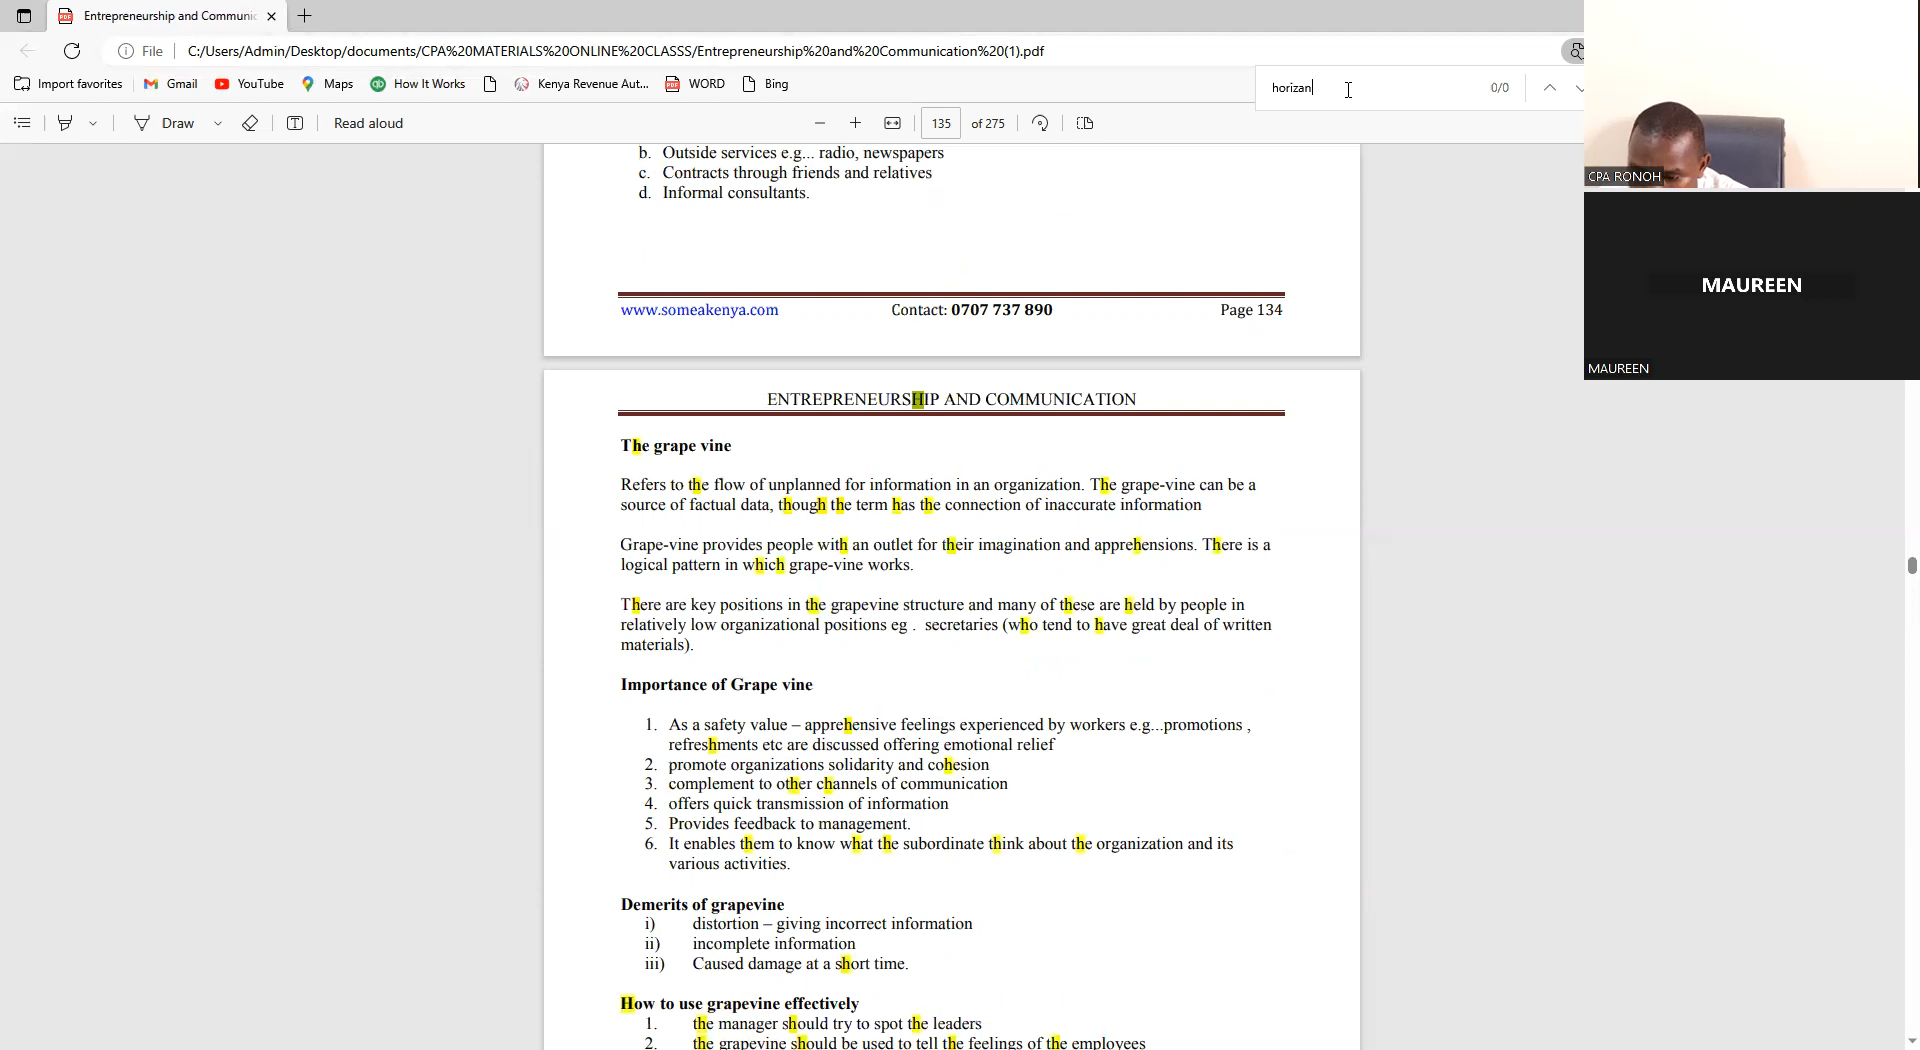 Entrepreneurship and Communic
File
C:/Users/Admin/Desktop/documents/CPA%20MATERIALS%20ONLINE%20CLASSS/Entrepreneurship%20and%20Communication%20(1).pdf
Import favorites
Gmail
YouTube
Maps
How It Works
Kenya Revenue Aut...
WORD
Bing
horizan
0/0
Draw
Read aloud
135
of 275
b. Outside services e.g... radio, newspapers
c. Contracts through friends and relatives
d. Informal consultants.
www.someakenya.com Contact: 0707 737 890 Page 134
ENTREPRENEURSHIP AND COMMUNICATION
The grape vine
Refers to the flow of unplanned for information in an organization. The grape-vine can be a
source of factual data, though the term has the connection of inaccurate information
Grape-vine provides people with an outlet for their imagination and apprehensions. There is a
logical pattern in which grape-vine works.
There are key positions in the grapevine structure and many of these are held by people in
relatively low organizational positions eg . secretaries (who tend to have great deal of written
materials).
Importance of Grape vine
1. As a safety value – apprehensive feelings experienced by workers e.g...promotions ,
refreshments etc are discussed offering emotional relief
2. promote organizations solidarity and cohesion
3. complement to other channels of communication
4. offers quick transmission of information
5. Provides feedback to management.
6. It enables them to know what the subordinate think about the organization and its
various activities.
Demerits of grapevine
i) distortion – giving incorrect information
ii) incomplete information
iii) Caused damage at a short time.
How to use grapevine effectively
1. the manager should try to spot the leaders
2. the grapevine should be used to tell the feelings of the employees
CPA RONOH
MAUREEN
MAUREEN